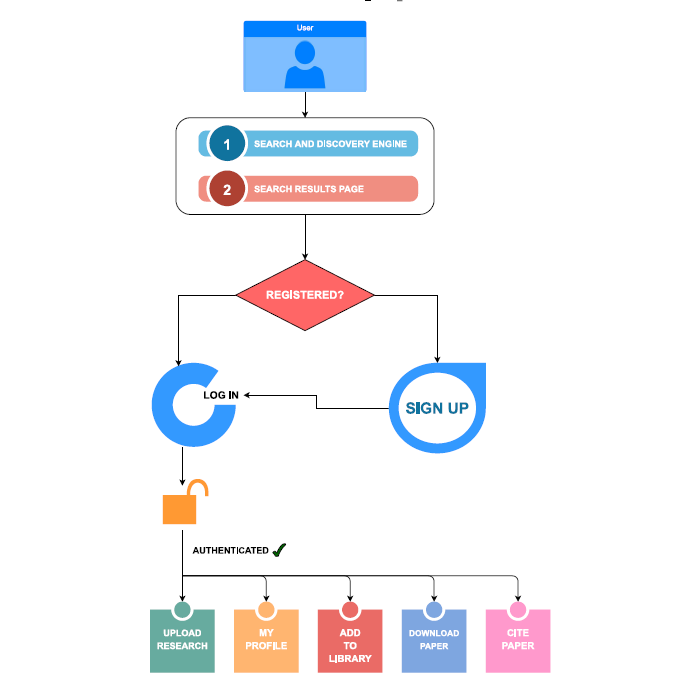 User
1 SEARCH AND DISCOVERY ENGINE
2 SEARCH RESULTS PAGE
REGISTERED?
LOG IN
SIGN UP
AUTHENTICATED
UPLOAD
RESEARCH
MY
PROFILE
ADD
TO
LIBRARY
DOWNLOAD
PAPER
CITE
PAPER